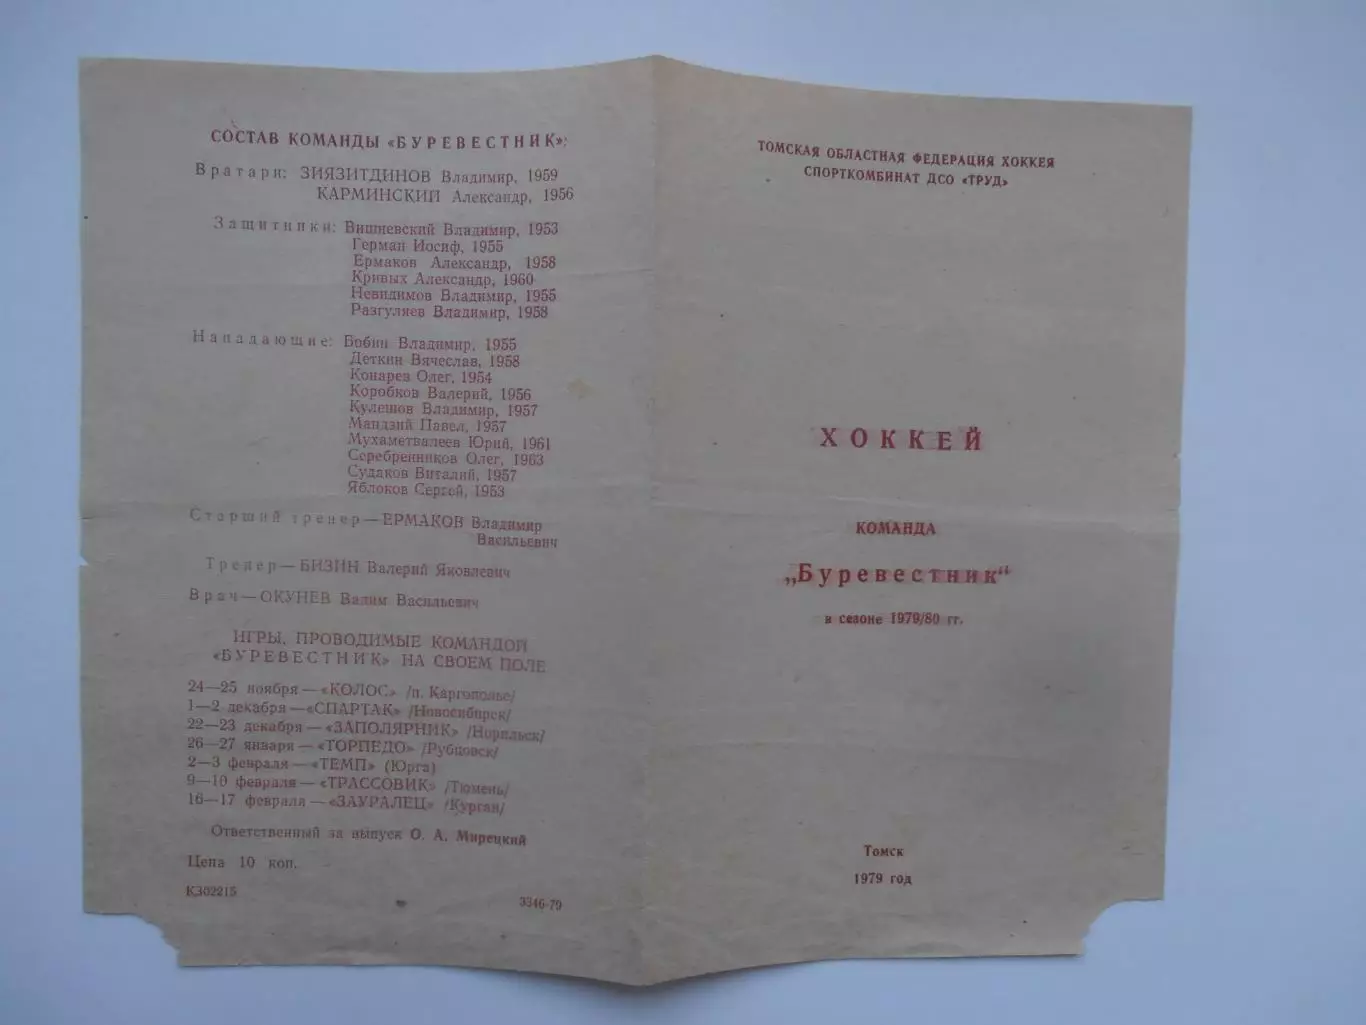 СОСТАВ КОМАНДЫ «БУРЕВЕСТНИК»:
Вратари: ЗИЯЗИТДИНОВ Владимир, 1959
КАРМИНСКИЙ Александр, 1956
Защитники: Вишневский Владимир, 1953
Герман Иосиф, 1955
Ермаков Александр, 1958
Кривых Александр, 1960
Невидимов Владимир, 1955
Разгуляев Владимир, 1958
Нападающие: Бобин Владимир, 1955
Деткин Вячеслав, 1958
Конарев Олег, 1954
Коробков Валерий, 1956
Кулешов Владимир, 1957
Мандзий Павел, 1957
Мухаметвалеев Юрий, 1961
Серебренников Олег, 1963
Судаков Виталий, 1957
Яблоков Сергей, 1953
Старший тренер—ЕРМАКОВ Владимир
Васильевич
Тренер—БИЗИН Валерий Яковлевич
Врач—ОКУНЕВ Вадим Васильевич
ИГРЫ, ПРОВОДИМЫЕ КОМАНДОЙ
«БУРЕВЕСТНИК» НА СВОЕМ ПОЛЕ
24—25 ноября—«КОЛОС» /п. Каргополье/
1—2 декабря—«СПАРТАК» /Новосибирск/
22—23 декабря—«ЗАПОЛЯРНИК» /Норильск/
26—27 января—«ТОРПЕДО» /Рубцовск/
2—3 февраля—«ТЕМП» (Юрга)
9—10 февраля—«ТРАССОВИК» /Тюмень/
16—17 февраля—«ЗАУРАЛЕЦ» /Курган/
Ответственный за выпуск О. А. Мирецкий
Цена 10 коп.
К302215
3346-79
ТОМСКАЯ ОБЛАСТНАЯ ФЕДЕРАЦИЯ ХОККЕЯ
СПОРТКОМБИНАТ ДСО «ТРУД»
ХОККЕЙ
КОМАНДА
„Буревестник"
в сезоне 1979/80 гг.
Томск
1979 год